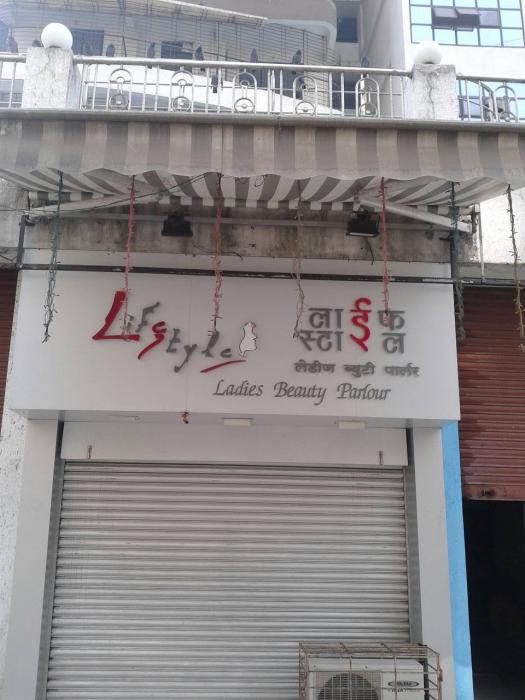 LifeStyle
लाईफ
स्टाईल
लेडीज ब्युटी पार्लर
Ladies Beauty Parlour